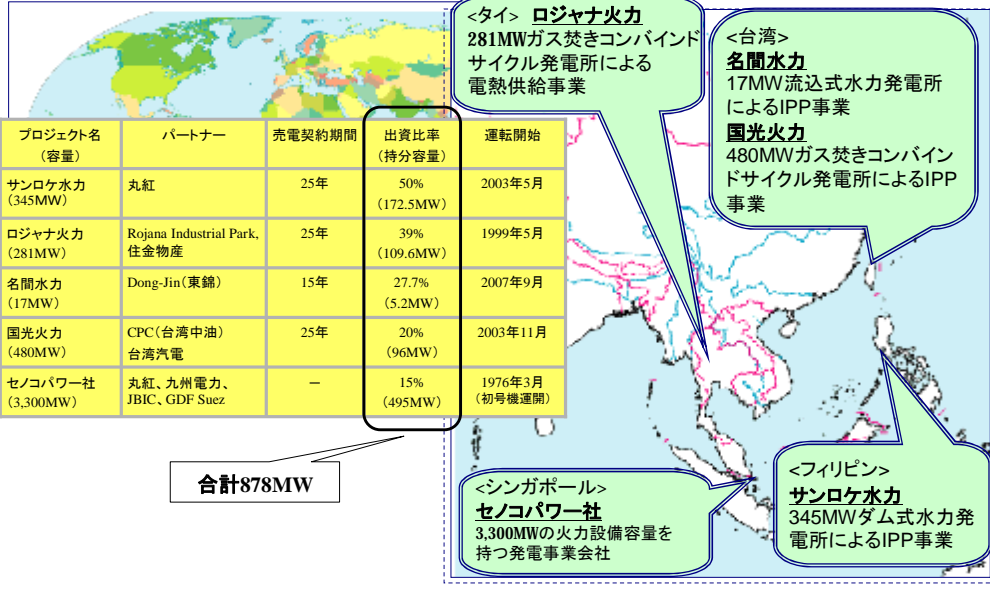 <タイ> ロジャナ火力
281MWガス焚きコンバインド
サイクル発電所による
電熱供給事業
<台湾>
名間水力
17MW流込式水力発電所
によるIPP事業
国光火力
480MWガス焚きコンバイン
ドサイクル発電所によるIPP
事業
プロジェクト名 パートナー 売電契約期間 出資比率 運転開始
(容量) (持分容量)
サンロケ水力 丸紅 25年 50% 2003年5月
(345MW) (172.5MW)
ロジャナ火力 Rojana Industrial Park, 25年 39% 1999年5月
(281MW) 住金物産 (109.6MW)
名間水力 Dong-Jin(東錦) 15年 27.7% 2007年9月
(17MW) (5.2MW)
国光火力 CPC(台湾中油) 25年 20% 2003年11月
(480MW) 台湾汽電 (96MW)
セノコパワー社 丸紅、九州電力、 － 15% 1976年3月
(3,300MW) JBIC、GDF Suez (495MW) (初号機運開)
合計878MW
<シンガポール>
セノコパワー社
3,300MWの火力設備容量を
持つ発電事業会社
<フィリピン>
サンロケ水力
345MWダム式水力発
電所によるIPP事業